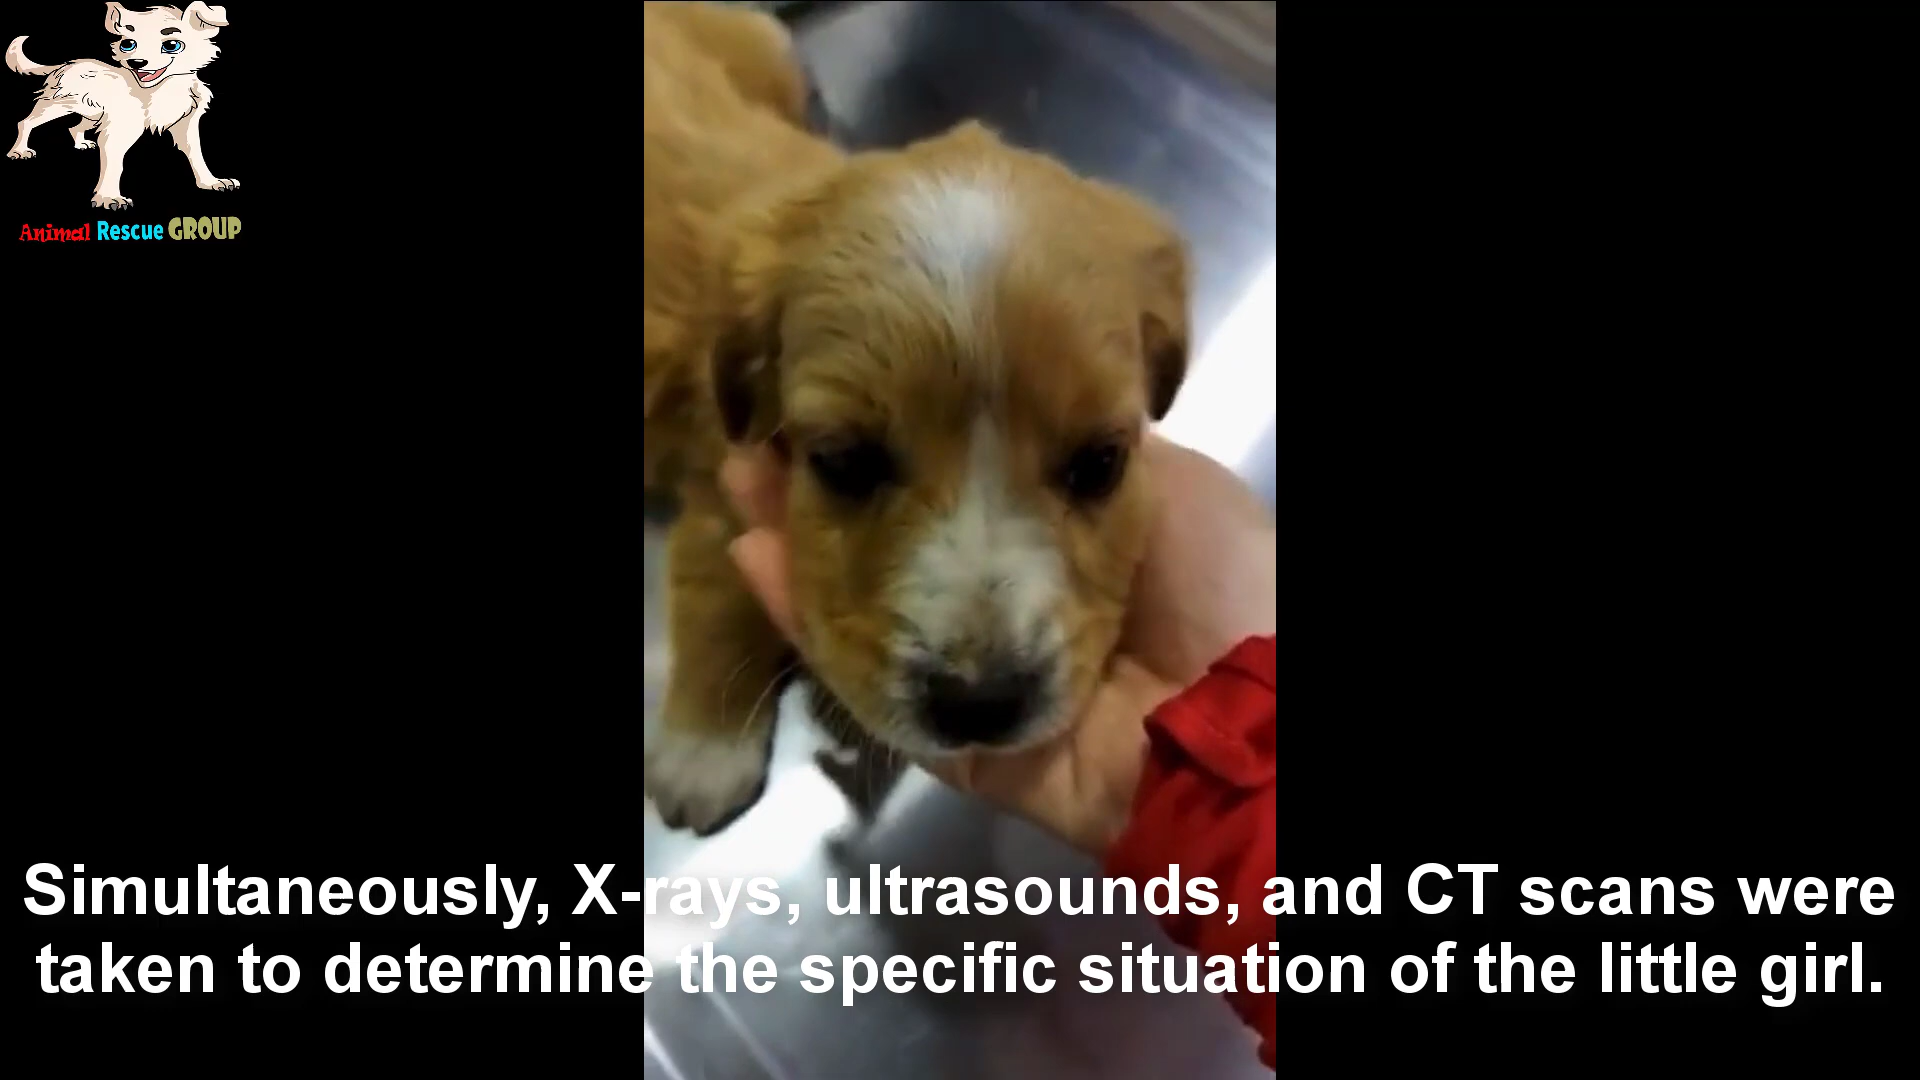 Animal Rescue GROUP
Simultaneously, X-rays, ultrasounds, and CT scans were
taken to determine the specific situation of the little girl.